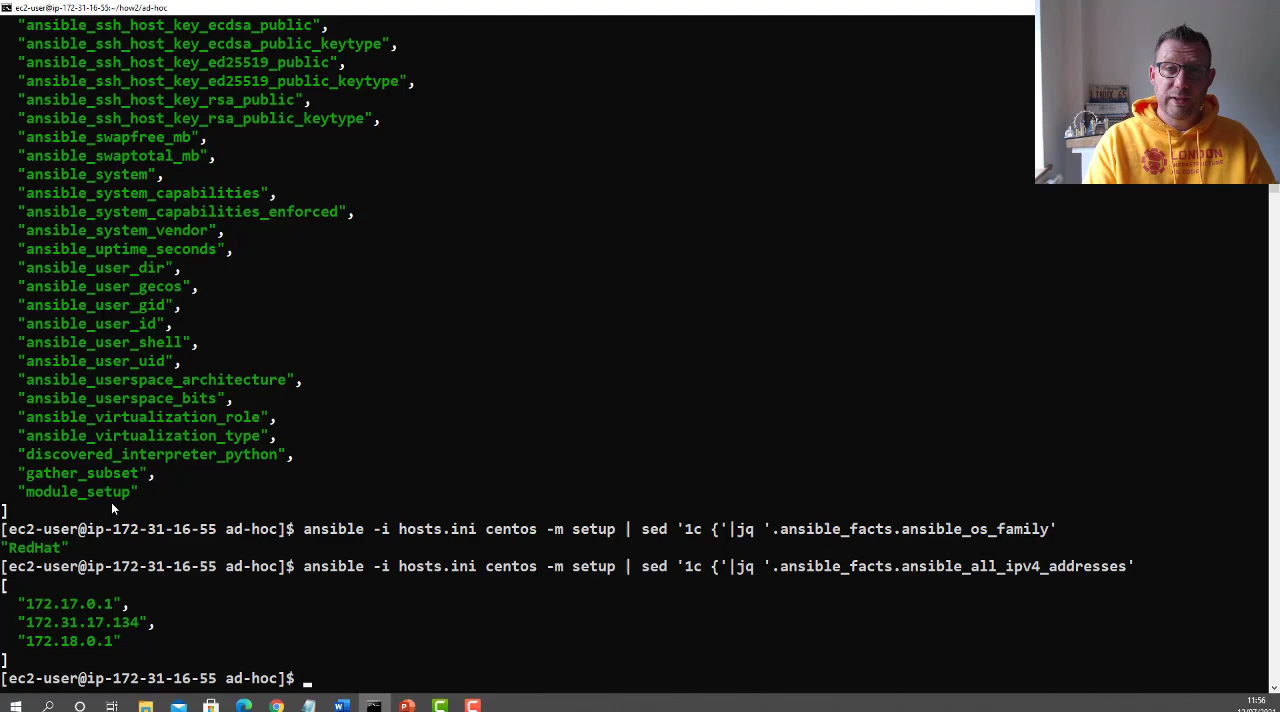 ec2-user@ip-172-31-16-55:~/how2/ad-hoc
"ansible_ssh_host_key_ecdsa_public",
"ansible_ssh_host_key_ecdsa_public_keytype",
"ansible_ssh_host_key_ed25519_public",
"ansible_ssh_host_key_ed25519_public_keytype",
"ansible_ssh_host_key_rsa_public",
"ansible_ssh_host_key_rsa_public_keytype",
"ansible_swapfree_mb",
"ansible_swaptotal_mb",
"ansible_system",
"ansible_system_capabilities",
"ansible_system_capabilities_enforced",
"ansible_system_vendor",
"ansible_uptime_seconds",
"ansible_user_dir",
"ansible_user_gecos",
"ansible_user_gid",
"ansible_user_id",
"ansible_user_shell",
"ansible_user_uid",
"ansible_userspace_architecture",
"ansible_userspace_bits",
"ansible_virtualization_role",
"ansible_virtualization_type",
"discovered_interpreter_python",
"gather_subset",
"module_setup"
]
[ec2-user@ip-172-31-16-55 ad-hoc]$ ansible -i hosts.ini centos -m setup | sed '1c {'|jq '.ansible_facts.ansible_os_family'
"RedHat"
[ec2-user@ip-172-31-16-55 ad-hoc]$ ansible -i hosts.ini centos -m setup | sed '1c {'|jq '.ansible_facts.ansible_all_ipv4_addresses'
[
"172.17.0.1",
"172.31.17.134",
"172.18.0.1"
]
[ec2-user@ip-172-31-16-55 ad-hoc]$ _
LONDON
11:56